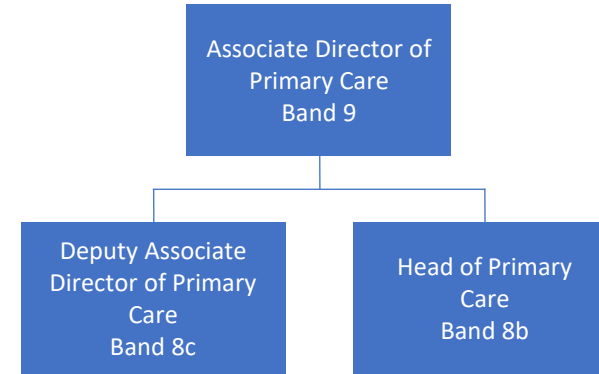 Associate Director of
Primary Care
Band 9
Deputy Associate
Director of Primary
Care
Band 8c
Head of Primary
Care
Band 8b